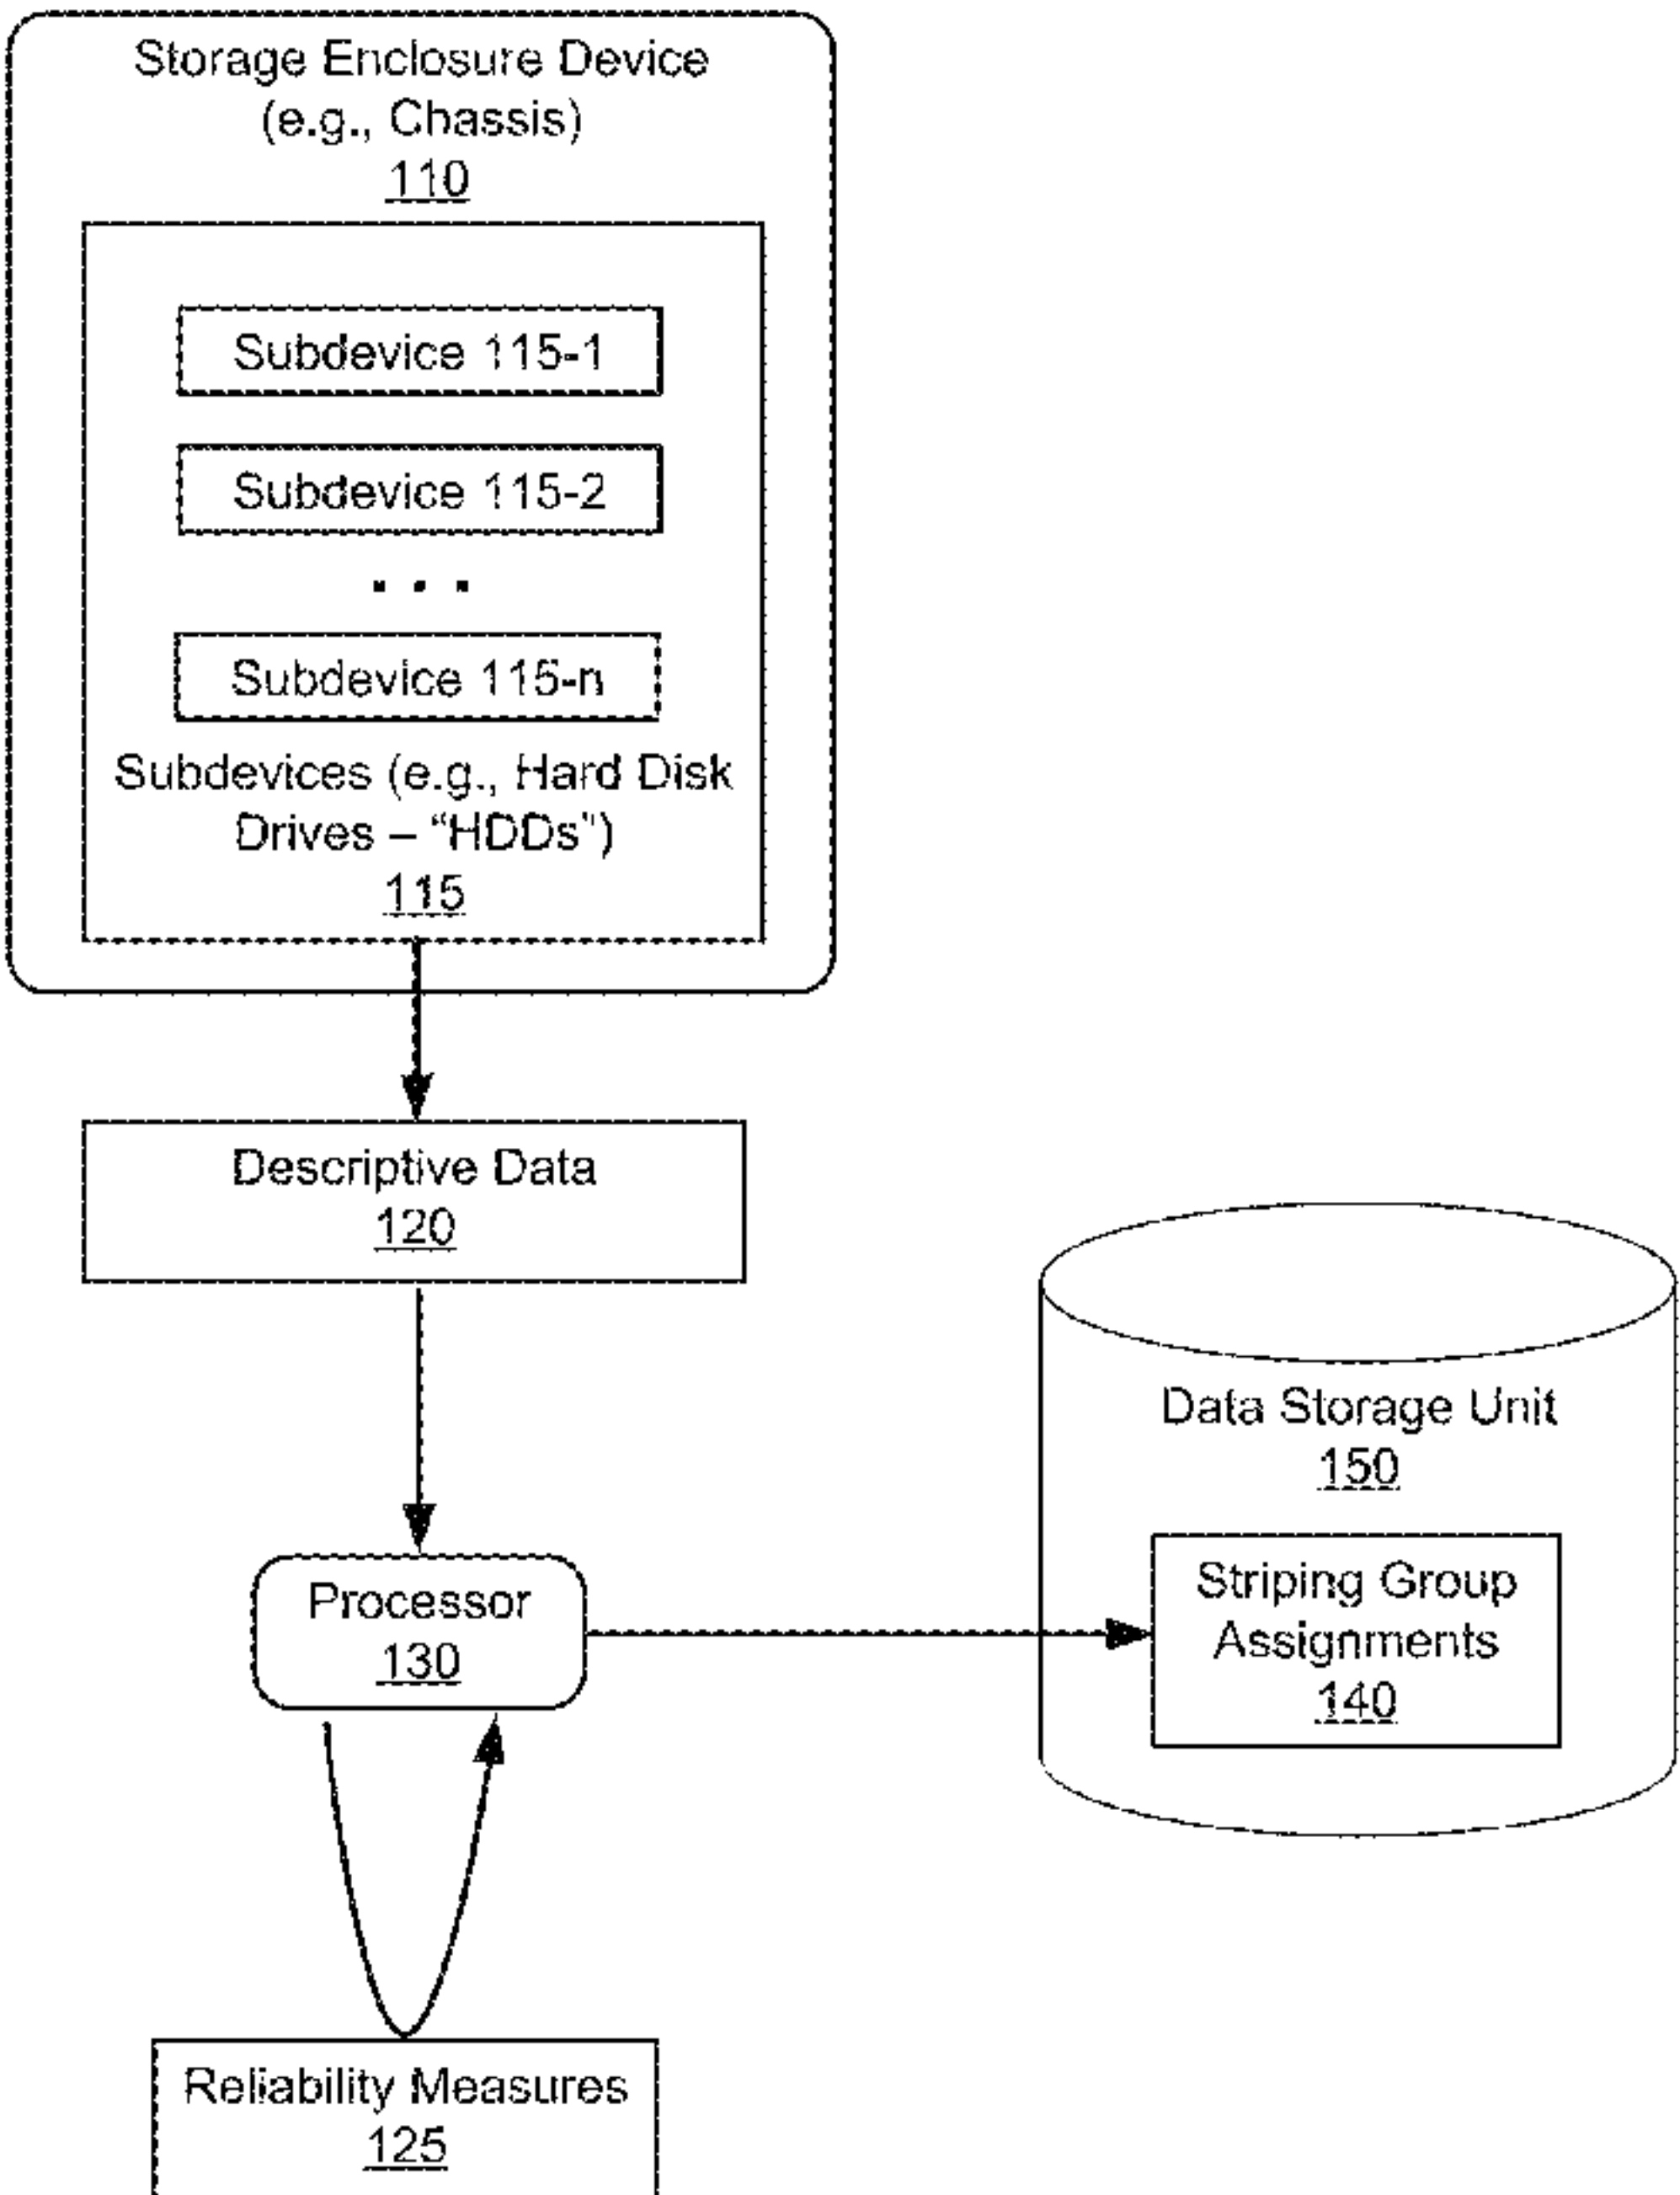 Storage Enclosure Device
(e.g., Chassis)
110
Subdevice 115-1
Subdevice 115-2
. . .
Subdevice 115-n
Subdevices (e.g., Hard Disk
Drives – “HDDs”)
115
Descriptive Data
120
Processor
130
Data Storage Unit
150
Striping Group
Assignments
140
Reliability Measures
125